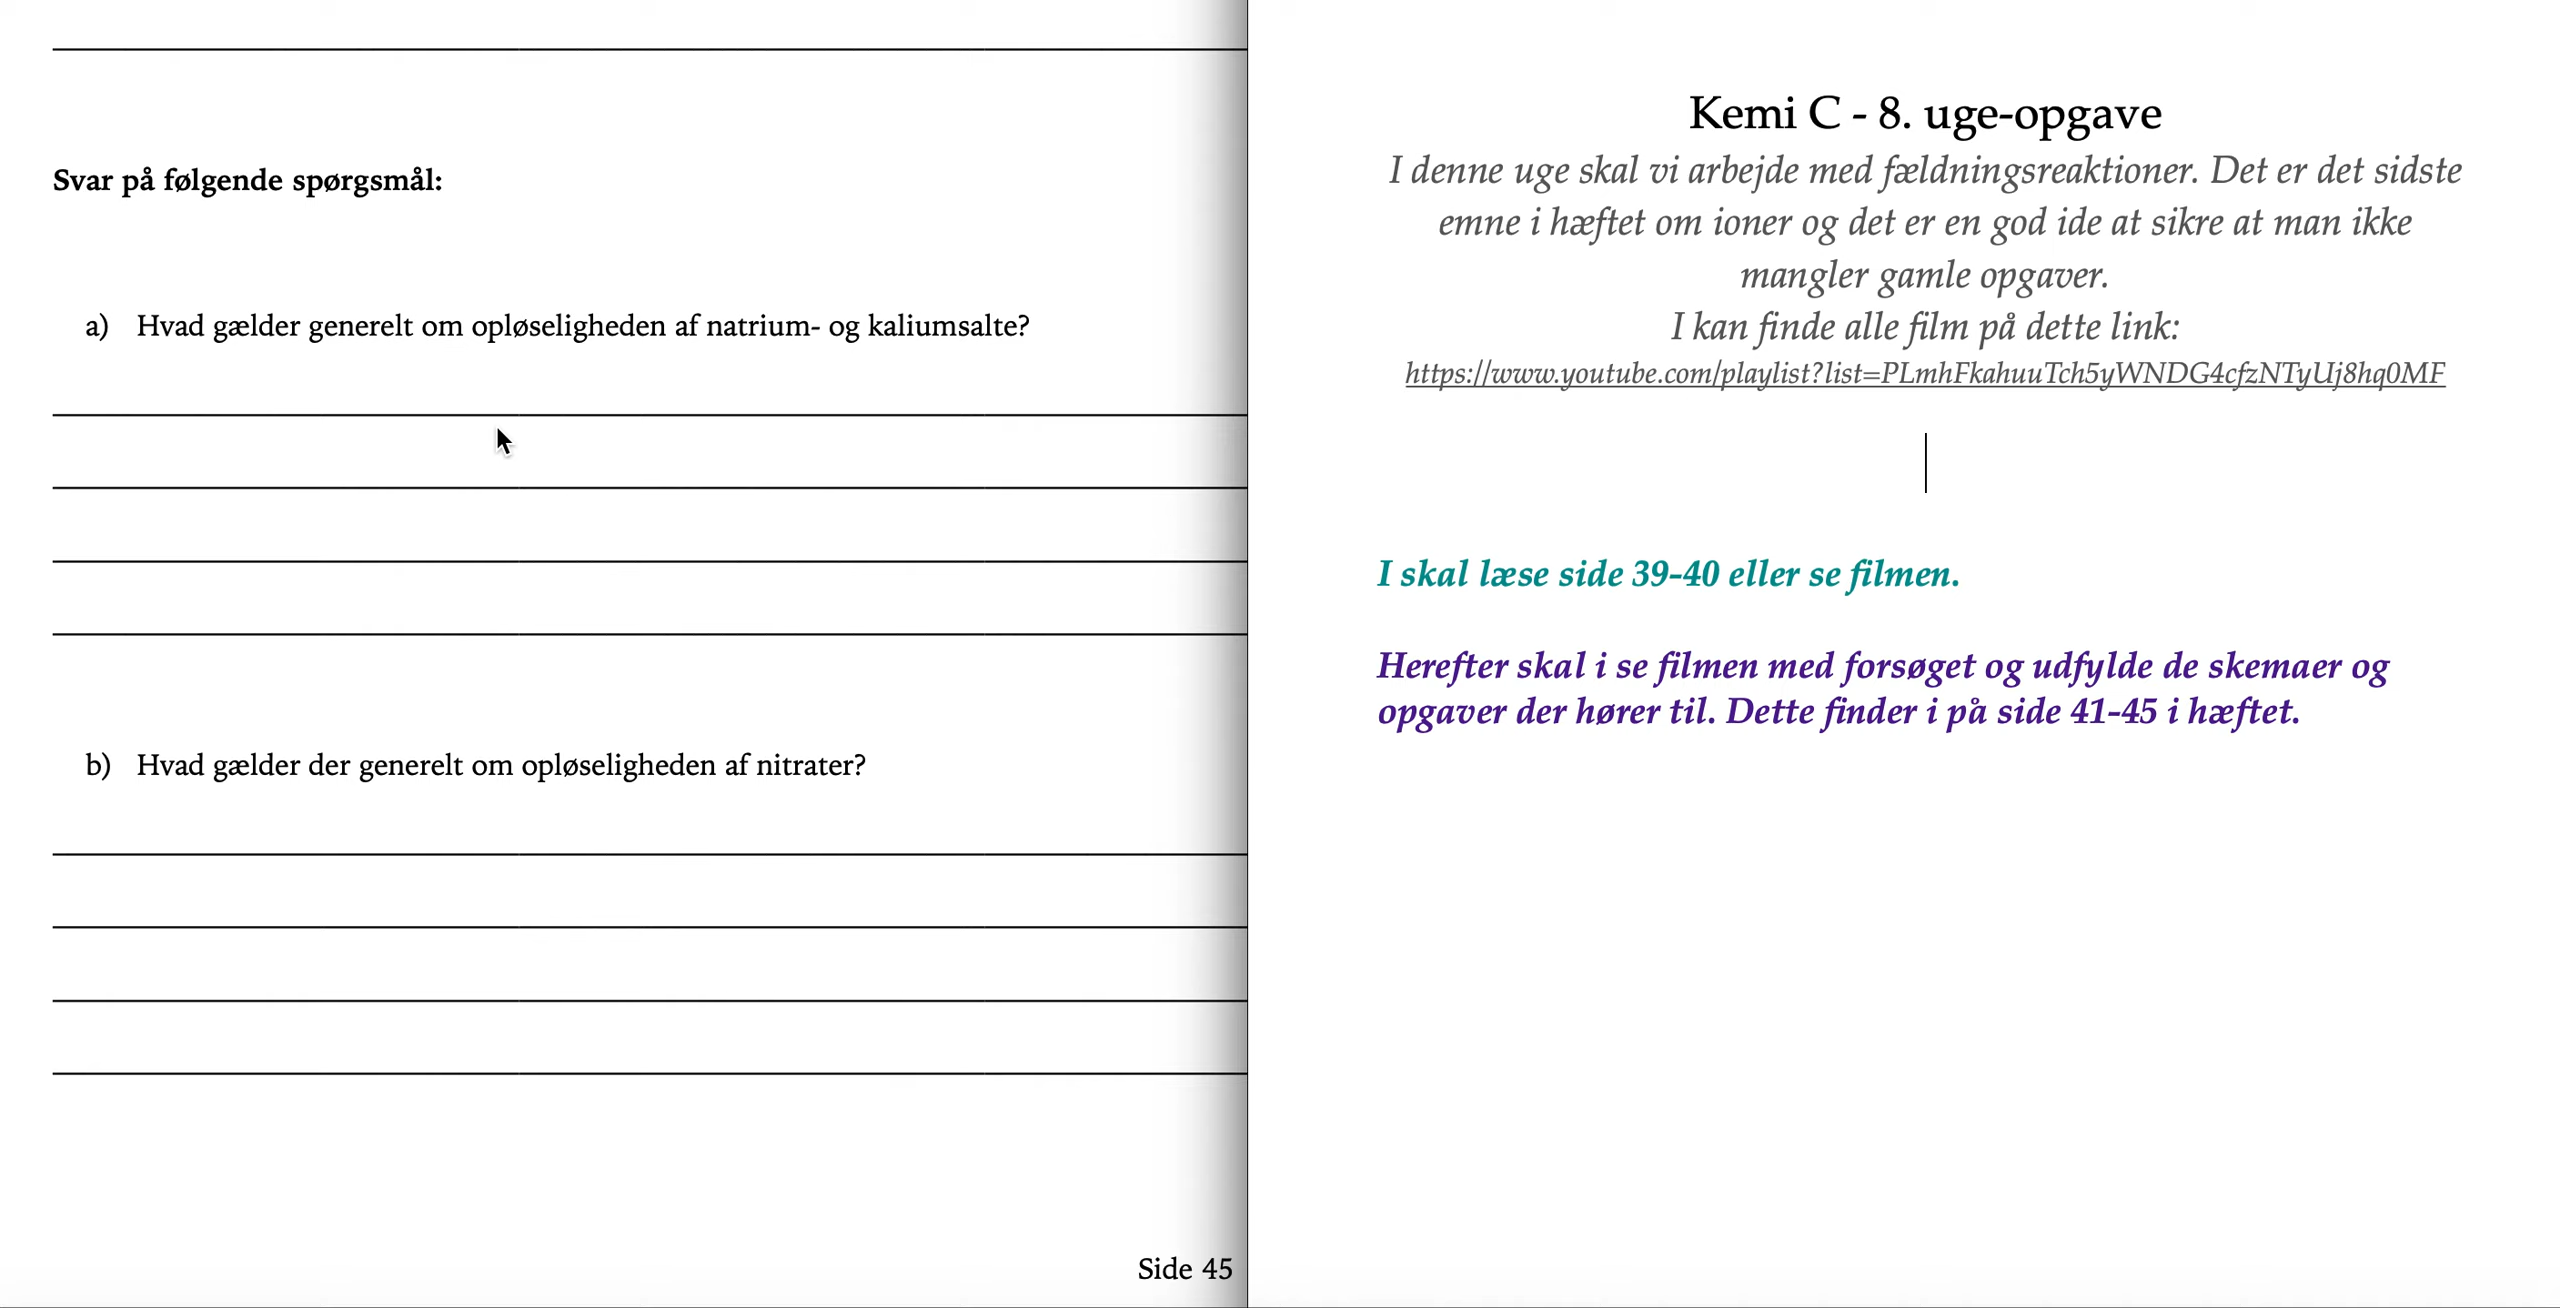 Svar på følgende spørgsmål:
a) Hvad gælder generelt om opløseligheden af natrium- og kaliumsalte?
b) Hvad gælder der generelt om opløseligheden af nitrater?
Side 45
Kemi C - 8. uge-opgave
I denne uge skal vi arbejde med fældningsreaktioner. Det er det sidste
emne i hæftet om ioner og det er en god ide at sikre at man ikke
mangler gamle opgaver.
I kan finde alle film på dette link:
https://www.youtube.com/playlist?list=PLmhFkahuuTch5yWNDG4cfzNTyUj8hq0MF
I skal læse side 39-40 eller se filmen.
Herefter skal i se filmen med forsøget og udfylde de skemaer og
opgaver der hører til. Dette finder i på side 41-45 i hæftet.